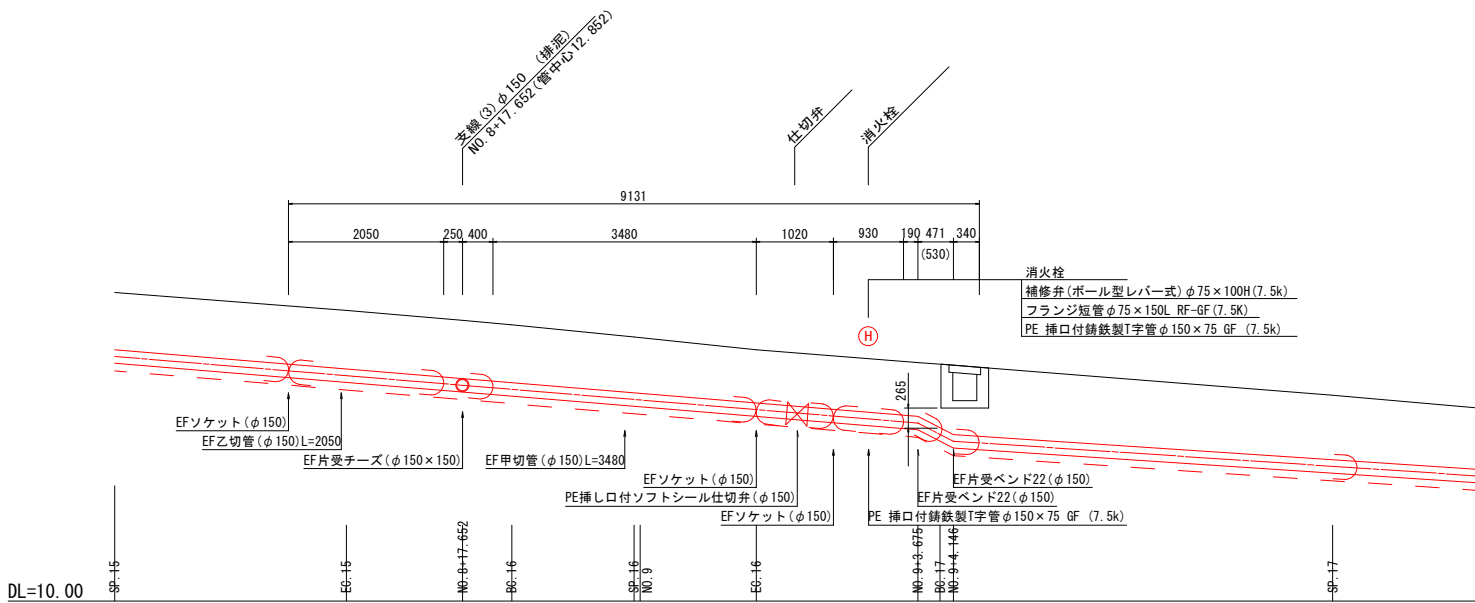 支線(3)φ150 (排泥)
NO.8+17.652(管中心12.852)
仕切弁
消火栓
9131
2050
250
400
3480
1020
930
190
471
340
(530)
消火栓
補修弁(ボール型レバー式)φ75×100H(7.5k)
フランジ短管φ75×150L RF-GF(7.5K)
PE 挿口付鋳鉄製T字管φ150×75 GF (7.5k)
H
265
EFソケット(φ150)
EF乙切管(φ150)L=2050
EF片受チーズ(φ150×150)
EF甲切管(φ150)L=3480
EFソケット(φ150)
PE挿し口付ソフトシール仕切弁(φ150)
EFソケット(φ150)
EF片受ベンド22(φ150)
EF片受ベンド22(φ150)
PE 挿口付鋳鉄製T字管φ150×75 GF (7.5k)
SP.15
EC.15
NO.8+17.652
BC.16
SP.16
NO.9
EC.16
NO.9+3.675
BC.17
NO.9+4.146
SP.17
DL=10.00